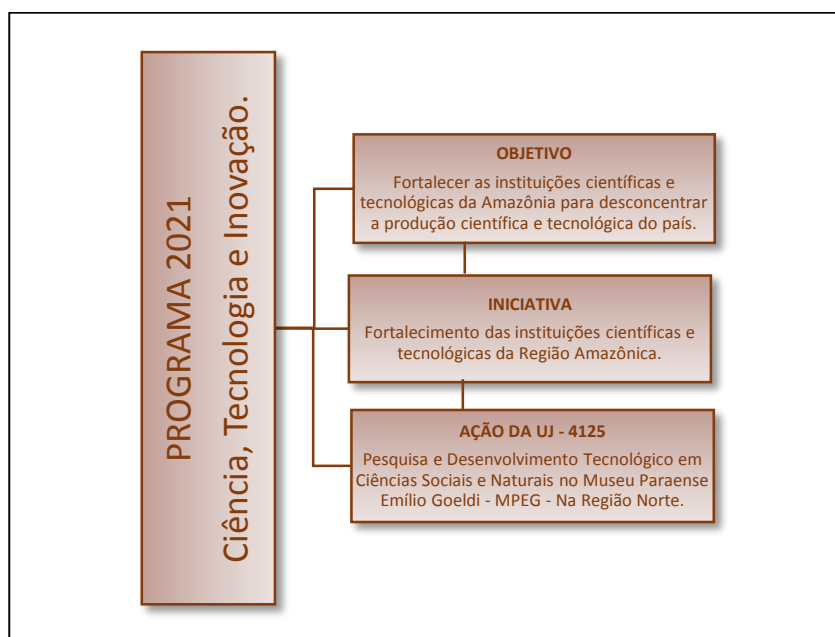 PROGRAMA 2021
Ciência, Tecnologia e Inovação.
OBJETIVO
Fortalecer as instituições científicas e
tecnológicas da Amazônia para desconcentrar
a produção científica e tecnológica do país.
INICIATIVA
Fortalecimento das instituições científicas e
tecnológicas da Região Amazônica.
AÇÃO DA UJ - 4125
Pesquisa e Desenvolvimento Tecnológico em
Ciências Sociais e Naturais no Museu Paraense
Emílio Goeldi - MPEG - Na Região Norte.